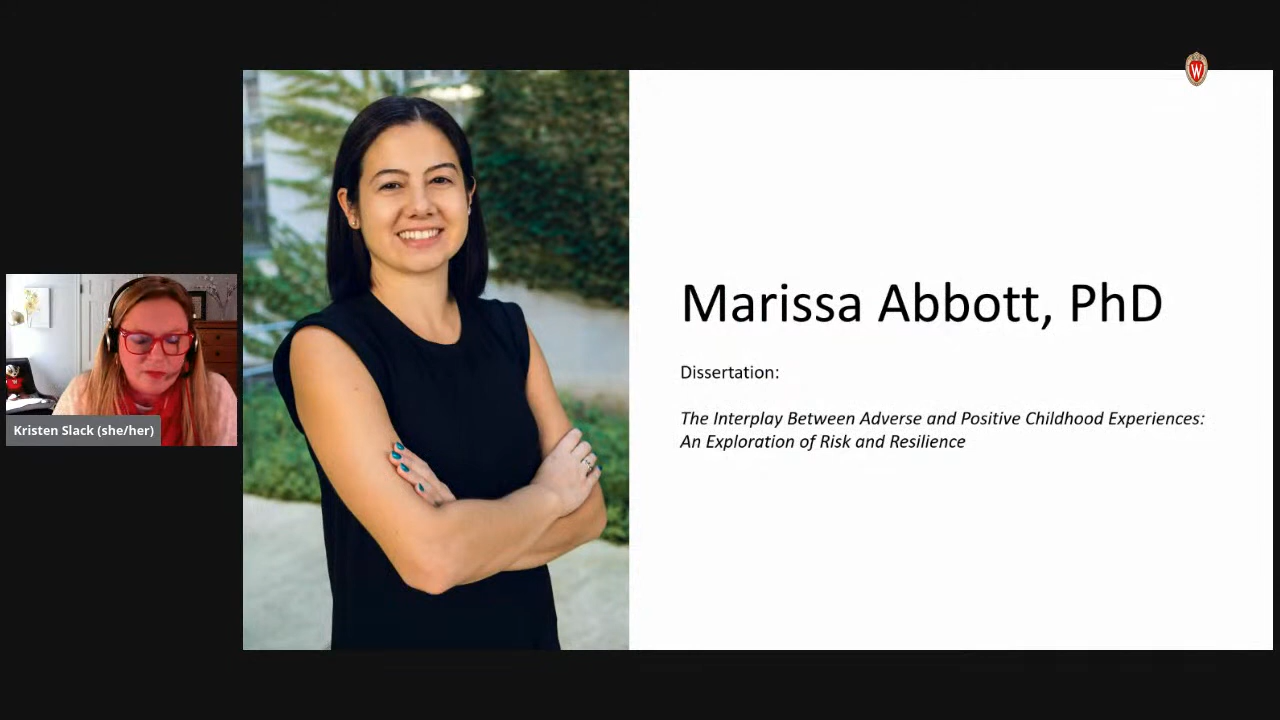 W
Kristen Slack (she/her)
Marissa Abbott, PhD
Dissertation:
The Interplay Between Adverse and Positive Childhood Experiences:
An Exploration of Risk and Resilience